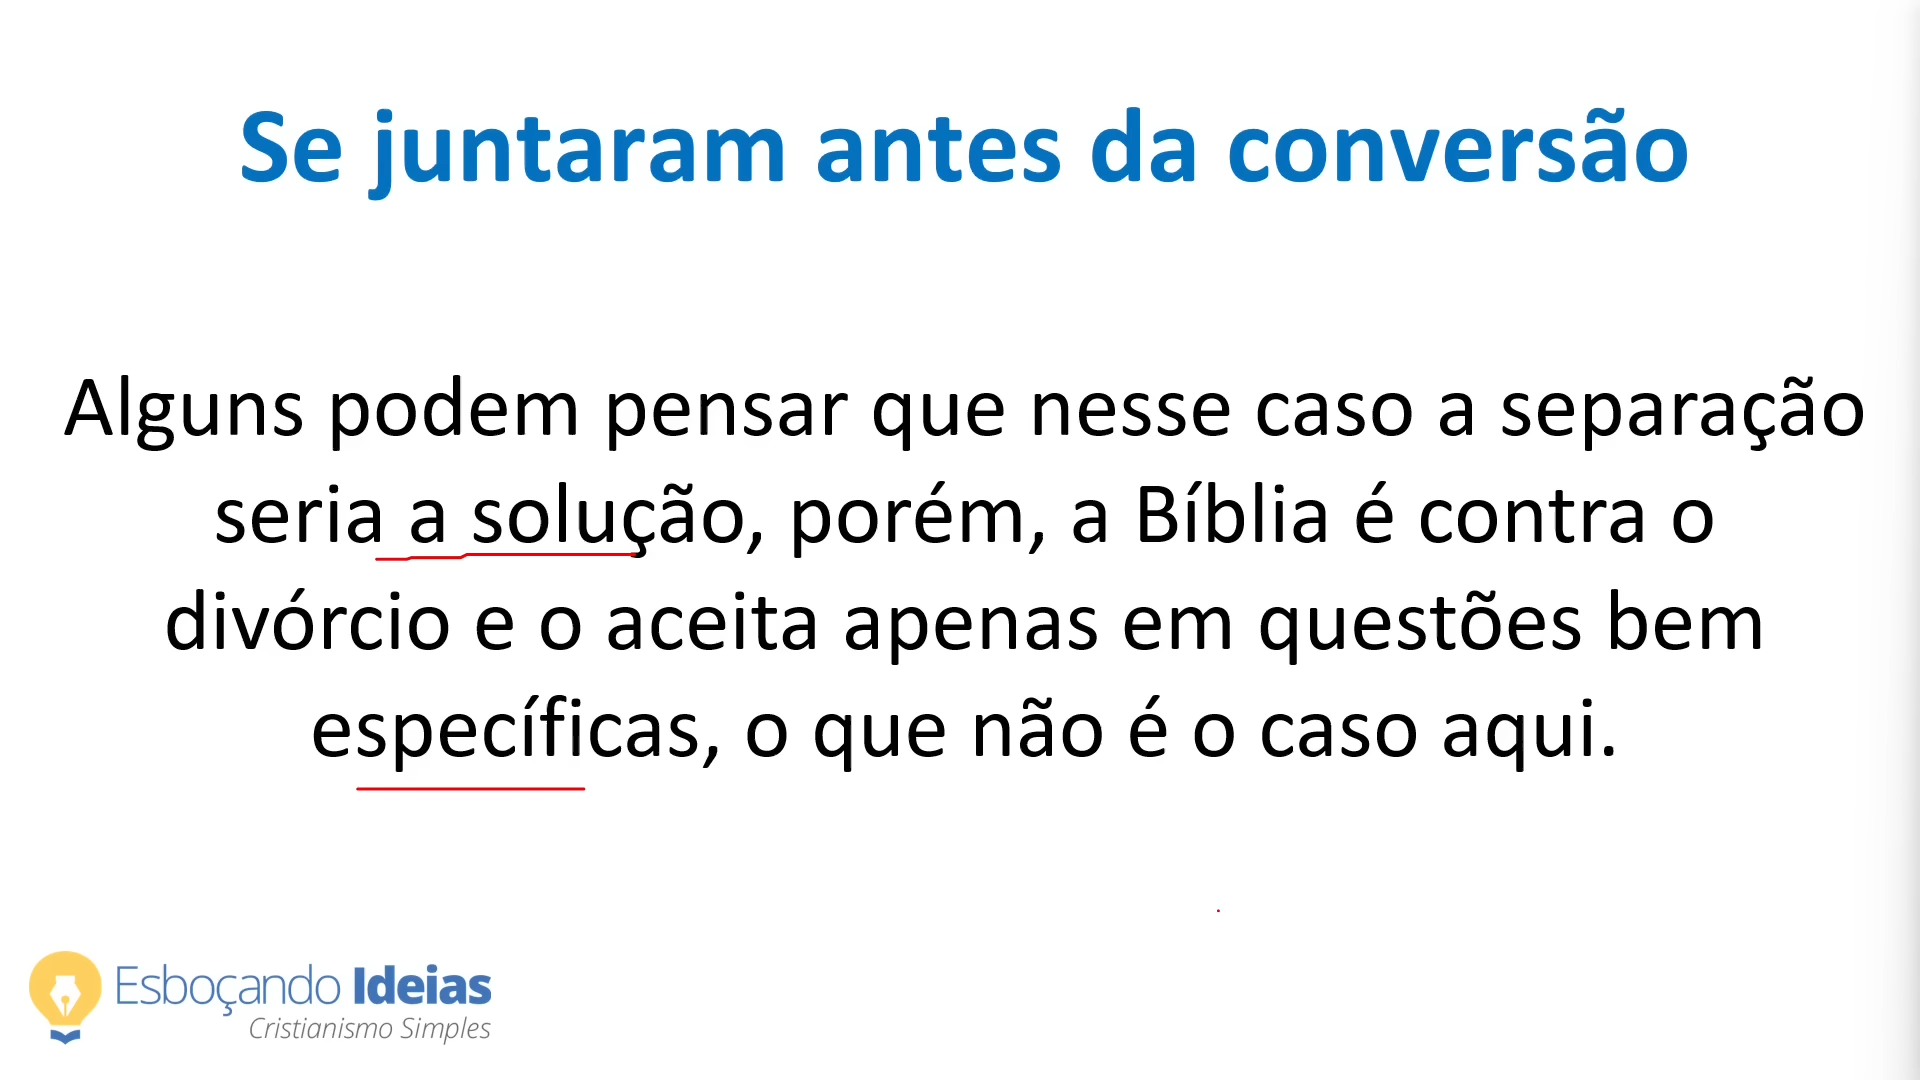 Se juntaram antes da conversão
Alguns podem pensar que nesse caso a separação
seria a solução, porém, a Bíblia é contra o
divórcio e o aceita apenas em questões bem
específicas, o que não é o caso aqui.
Esboçando Ideias
Cristianismo Simples